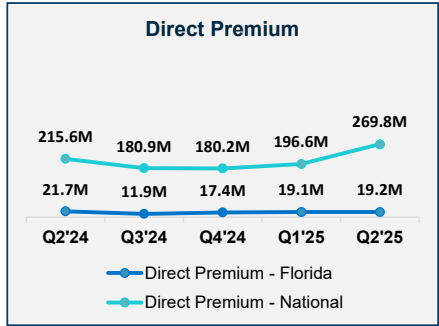 Direct Premium
215.6M 180.9M 180.2M 196.6M 269.8M
21.7M 11.9M 17.4M 19.1M 19.2M
Q2'24 Q3'24 Q4'24 Q1'25 Q2'25
Direct Premium - Florida
Direct Premium - National